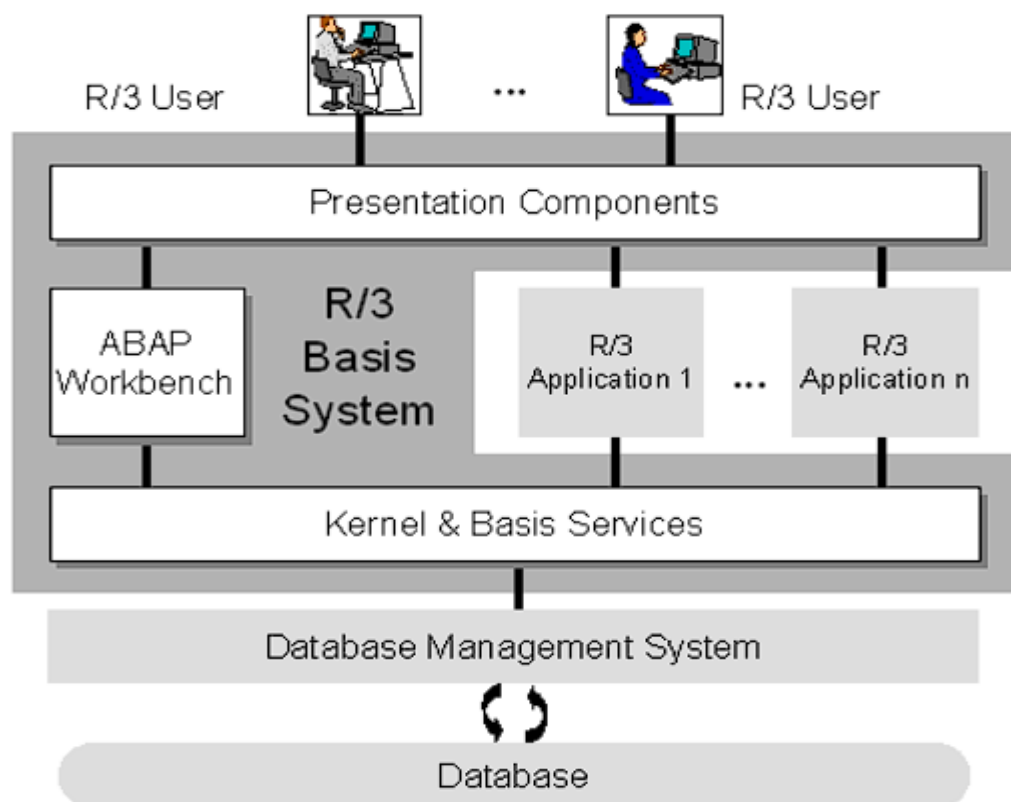 R/3 User
...
R/3 User
Presentation Components
ABAP
Workbench
R/3
Basis
System
R/3
Application 1
...
R/3
Application n
Kernel & Basis Services
Database Management System
Database